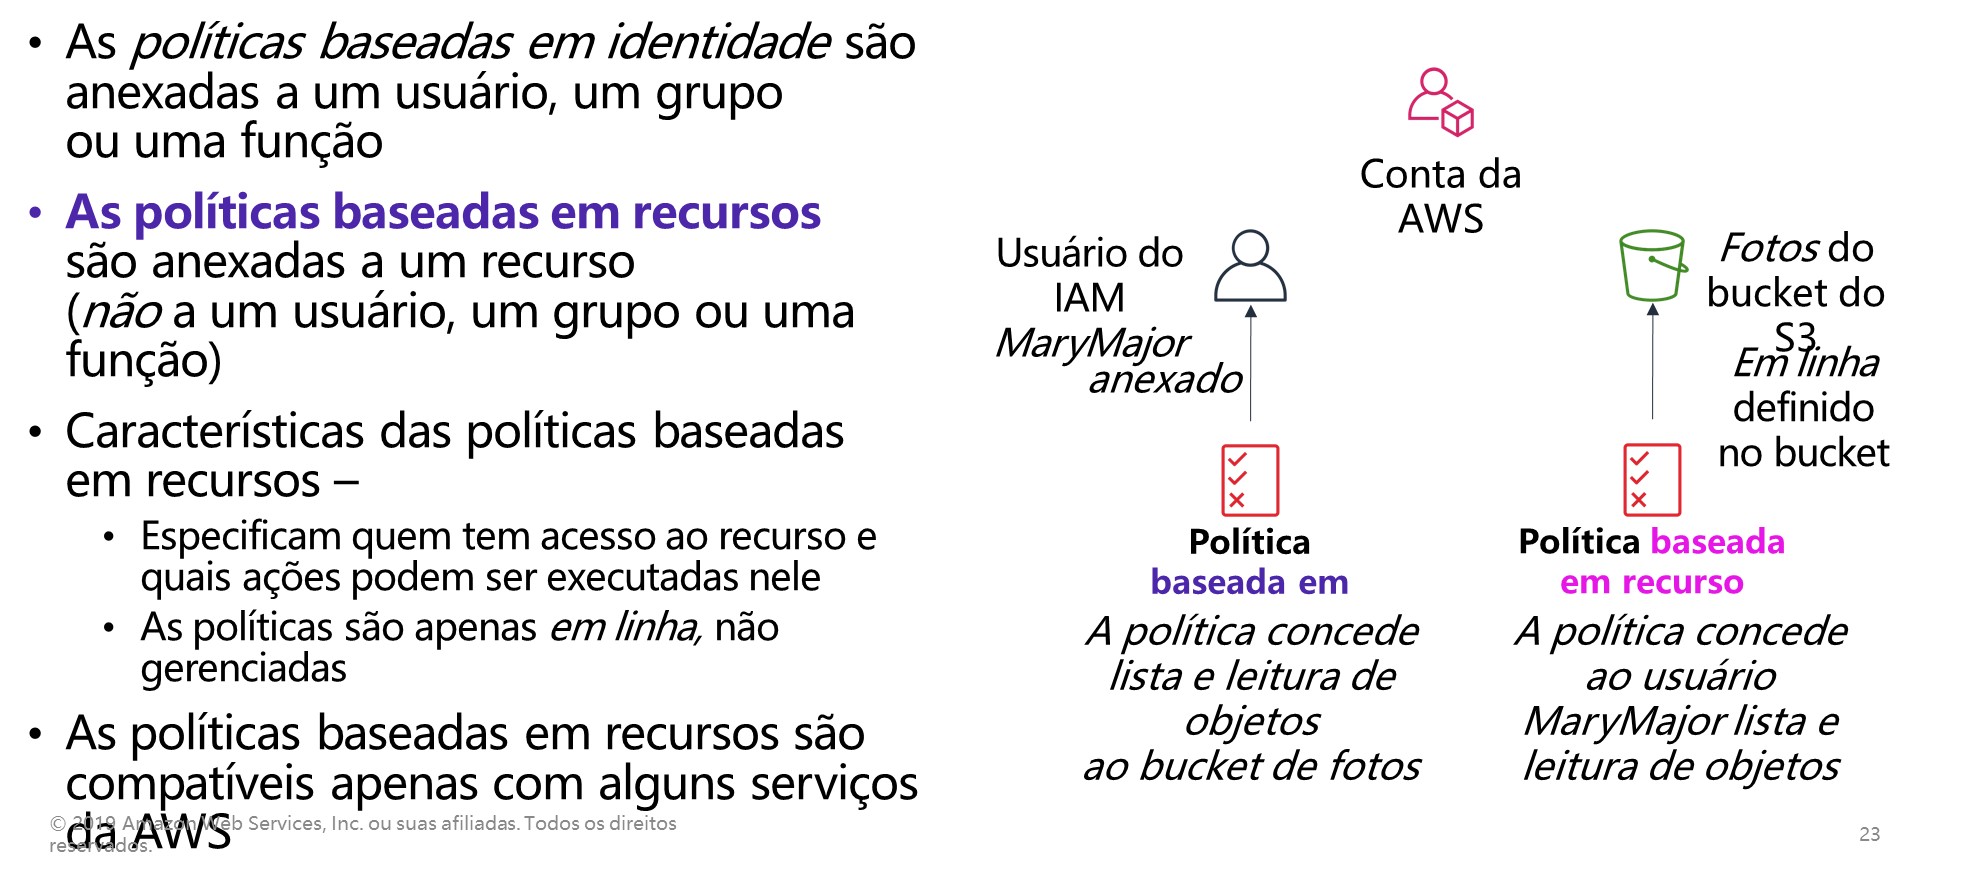 • As políticas baseadas em identidade são
anexadas a um usuário, um grupo
ou uma função
• As políticas baseadas em recursos
são anexadas a um recurso
(não a um usuário, um grupo ou uma
função)
• Características das políticas baseadas
em recursos –
• Especificam quem tem acesso ao recurso e
quais ações podem ser executadas nele
• As políticas são apenas em linha, não
gerenciadas
• As políticas baseadas em recursos são
compatíveis apenas com alguns serviços
da AWS
© 2019 Amazon Web Services, Inc. ou suas afiliadas. Todos os direitos
reservados.
Conta da
AWS
Usuário do
IAM
MaryMajor
anexado
Política
baseada em
A política concede
lista e leitura de
objetos
ao bucket de fotos
Fotos do
bucket do
S3
Em linha
definido
no bucket
Política baseada
em recurso
A política concede
ao usuário
MaryMajor lista e
leitura de objetos
23